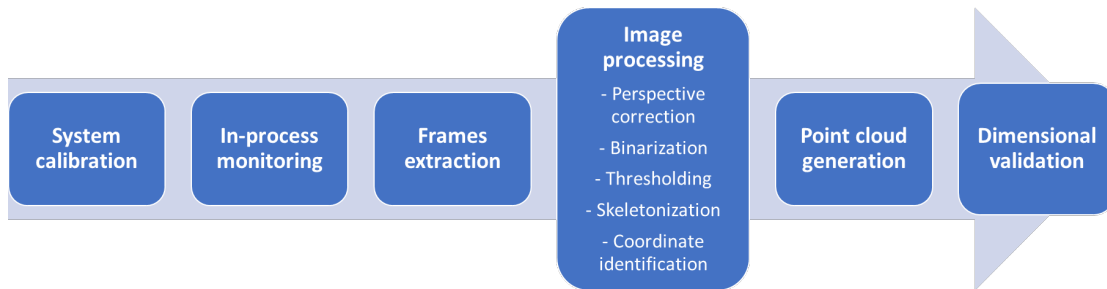 System
calibration
In-process
monitoring
Frames
extraction
Image
processing
- Perspective
correction
- Binarization
- Thresholding
- Skeletonization
- Coordinate
identification
Point cloud
generation
Dimensional
validation